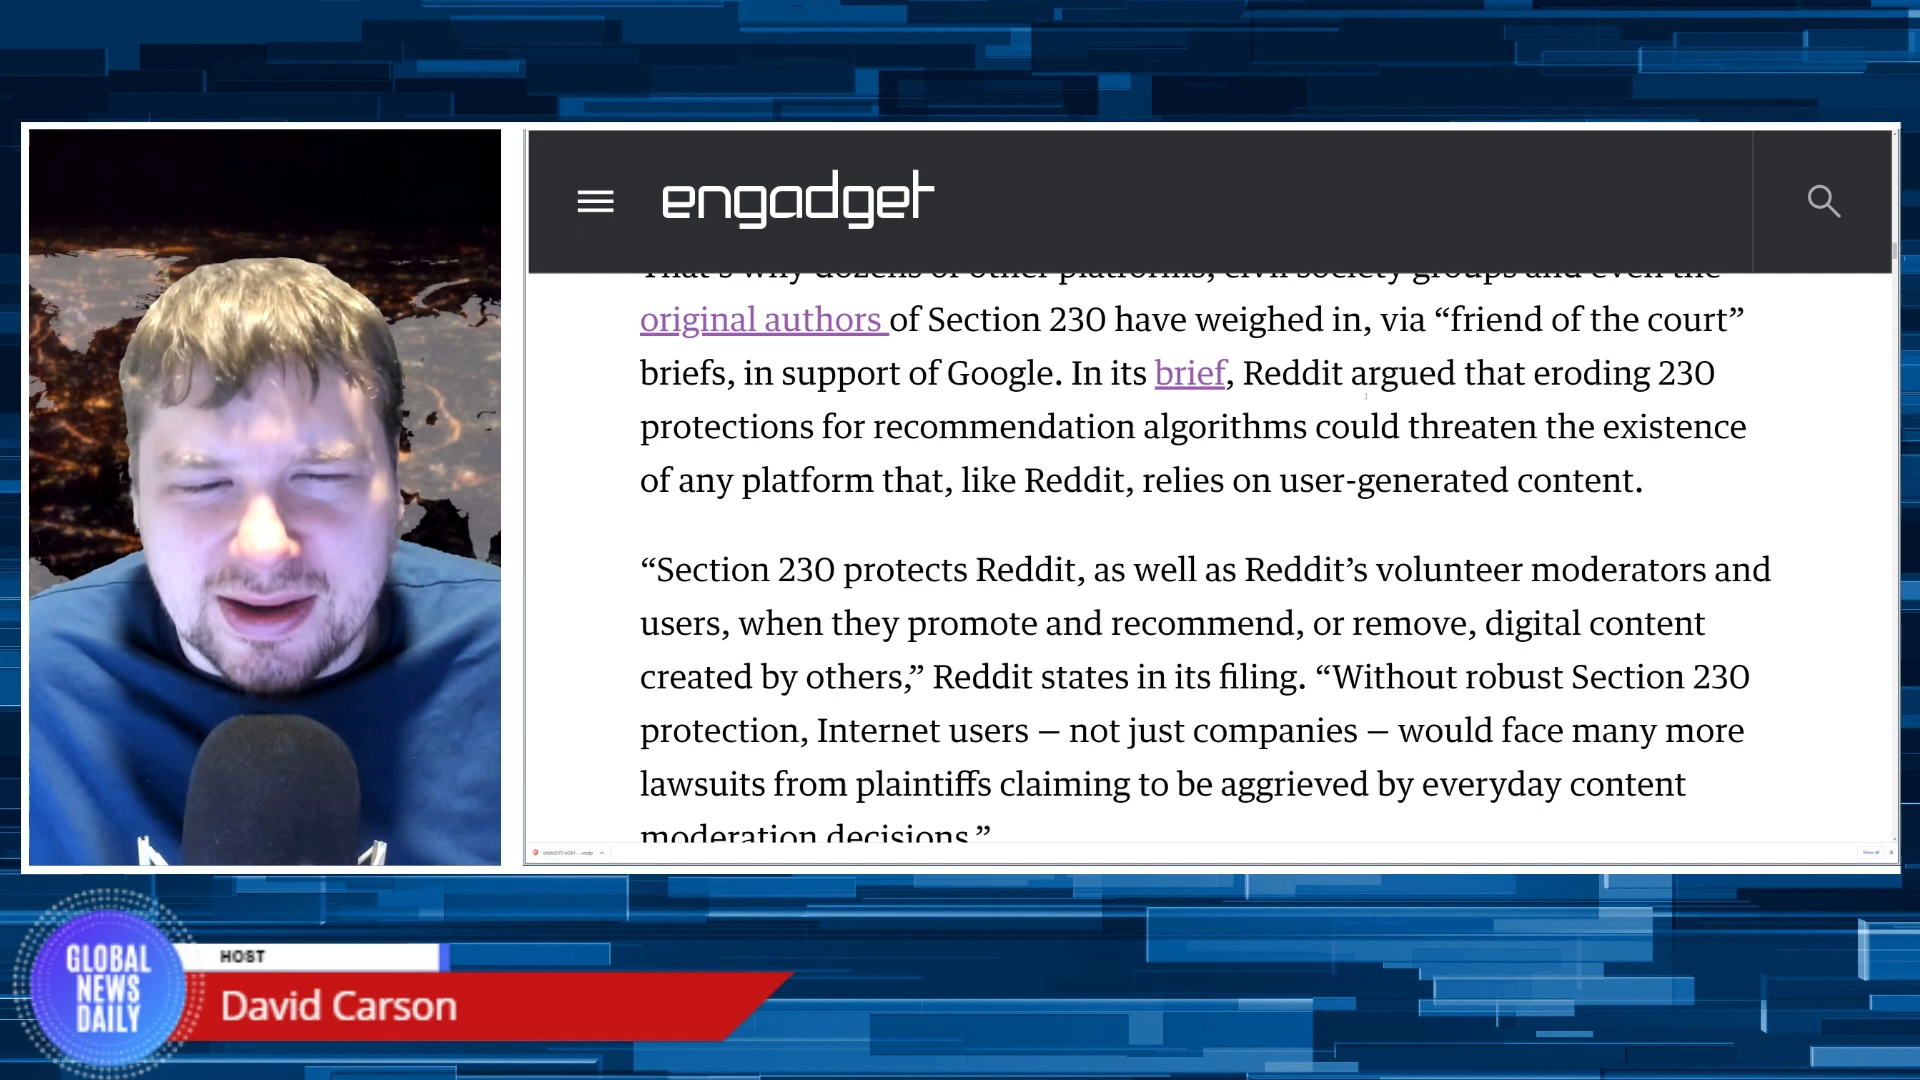 engadget
That's why dozens of other platforms, civil society groups and even the
original authors of Section 230 have weighed in, via “friend of the court”
briefs, in support of Google. In its brief, Reddit argued that eroding 230
protections for recommendation algorithms could threaten the existence
of any platform that, like Reddit, relies on user-generated content.
“Section 230 protects Reddit, as well as Reddit’s volunteer moderators and
users, when they promote and recommend, or remove, digital content
created by others,” Reddit states in its filing. “Without robust Section 230
protection, Internet users — not just companies — would face many more
lawsuits from plaintiffs claiming to be aggrieved by everyday content
moderation decisions.”
Show all
GLOBAL
NEWS
DAILY
HOST
David Carson